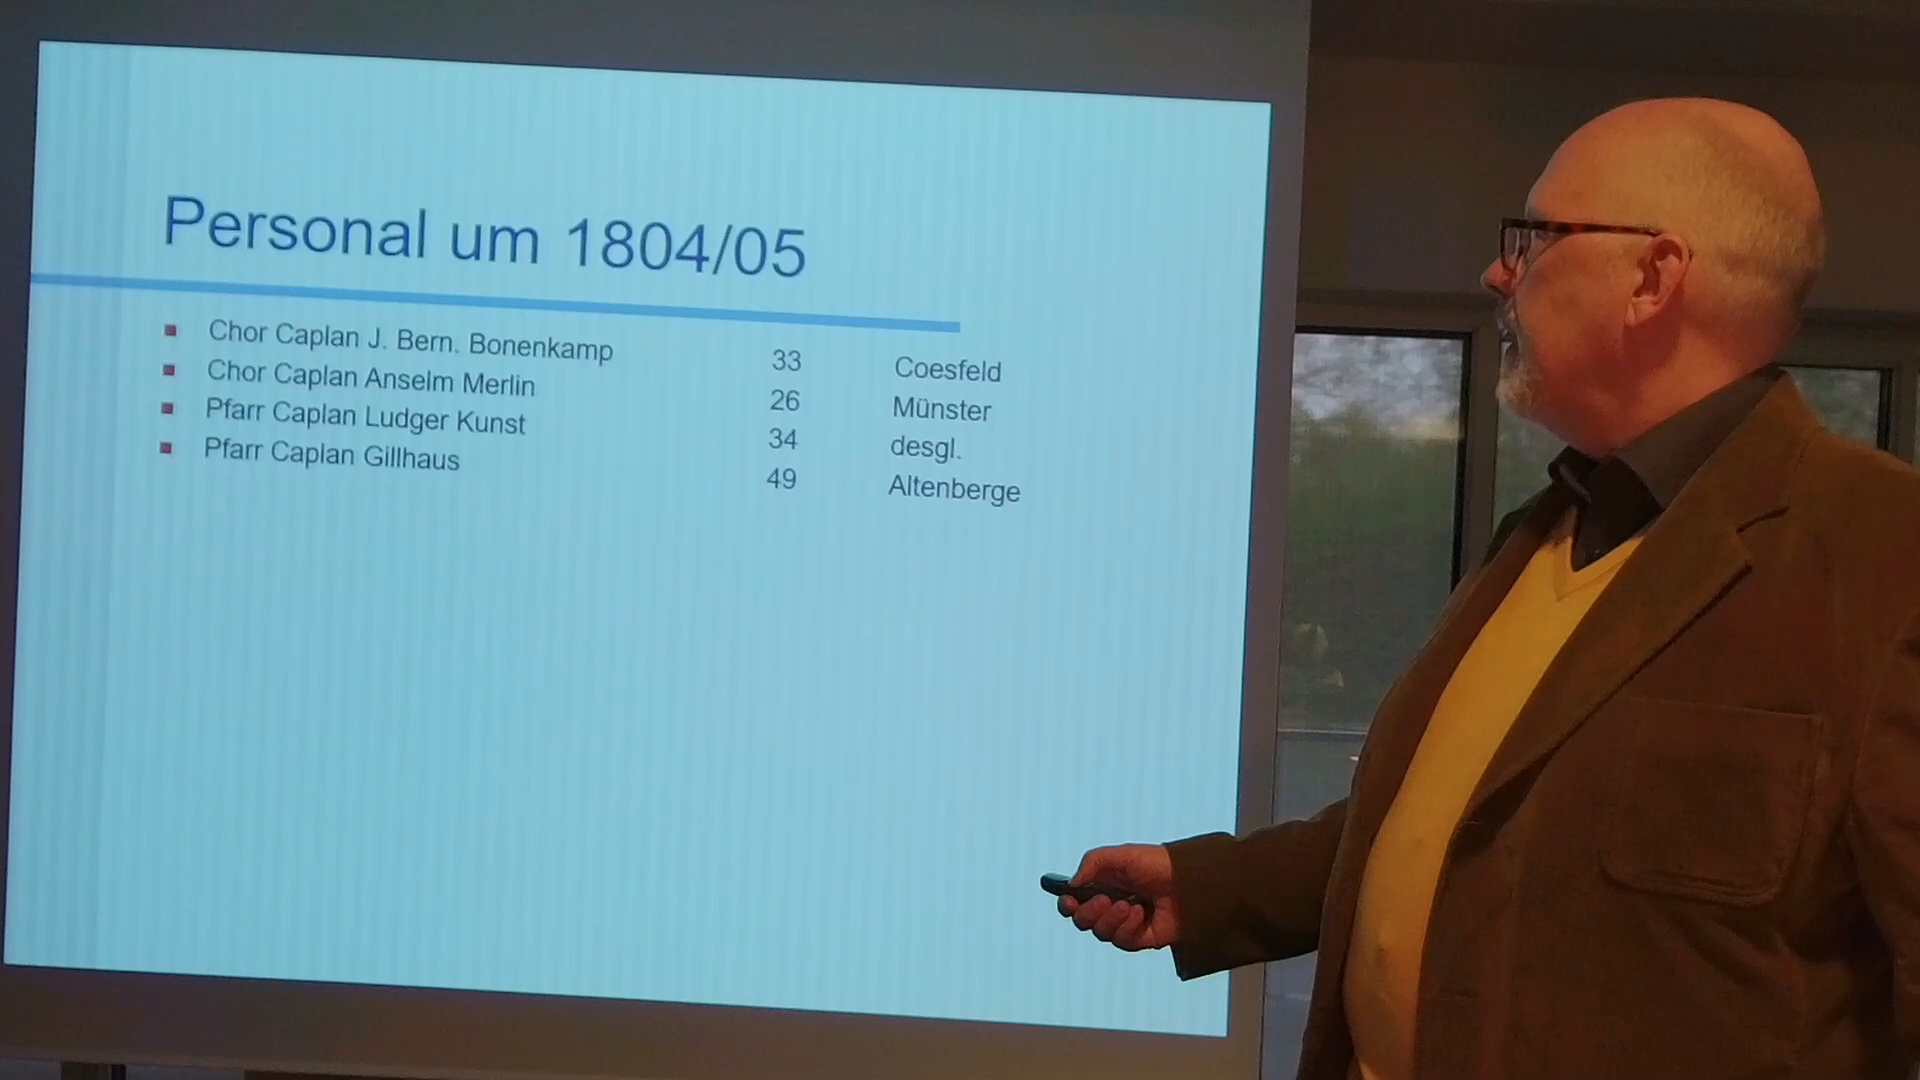 Personal um 1804/05
Chor Caplan J. Bern. Bonenkamp 33 Coesfeld
Chor Caplan Anselm Merlin 26 Münster
Pfarr Caplan Ludger Kunst 34 desgl.
Pfarr Caplan Gillhaus 49 Altenberge